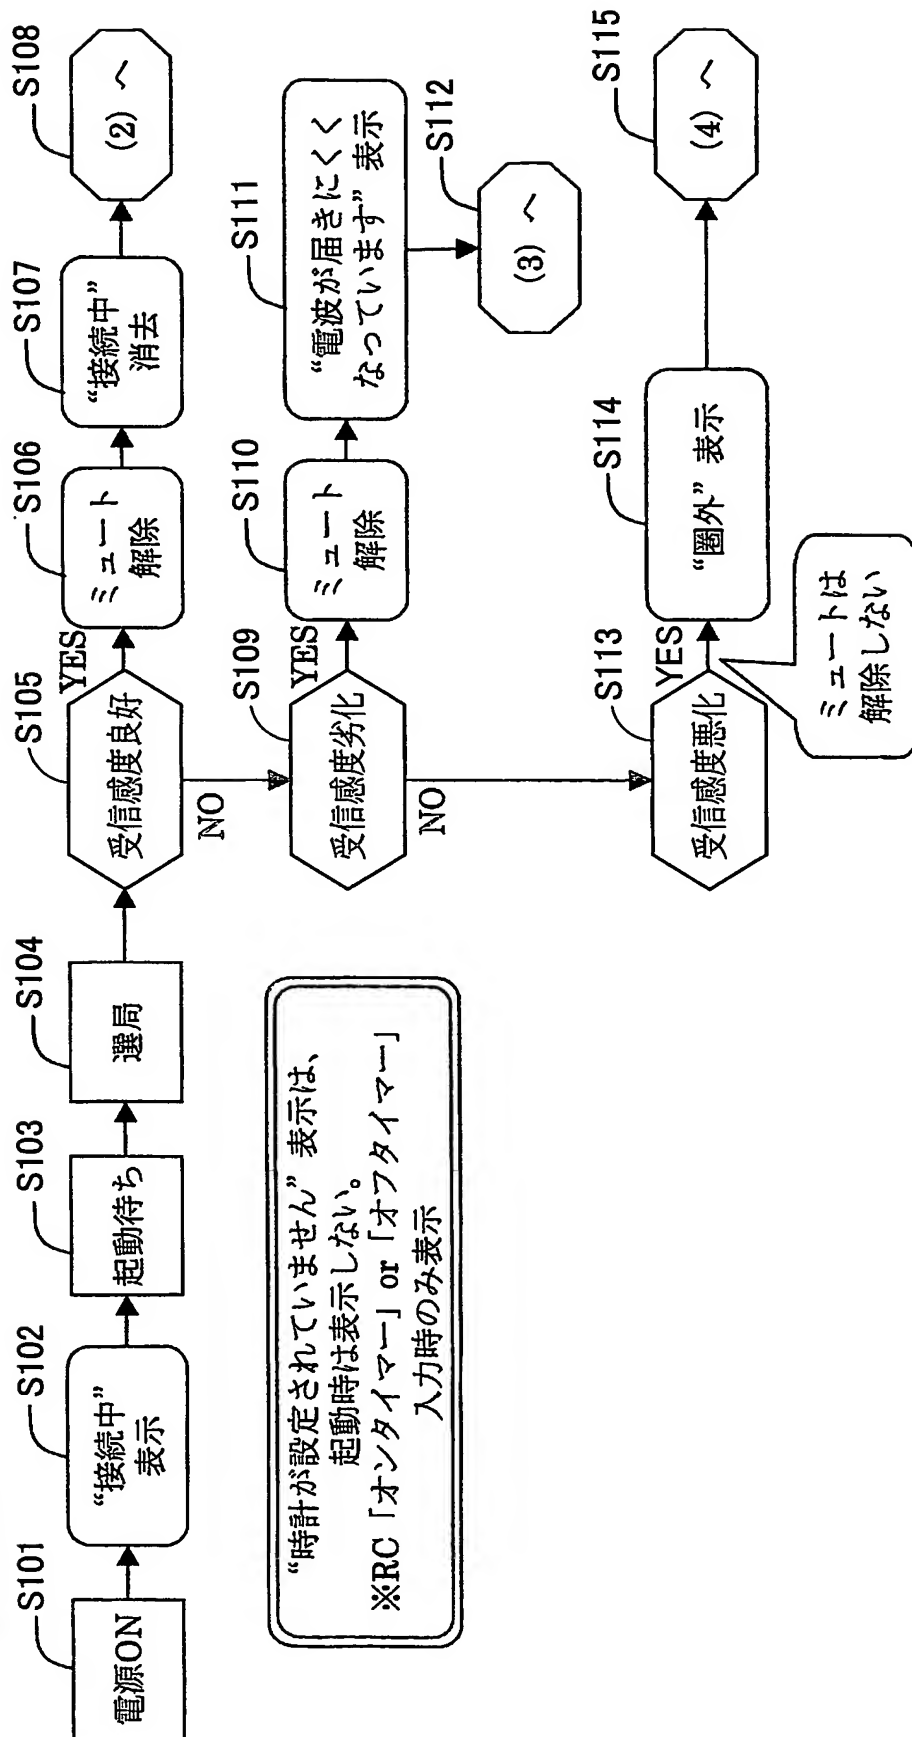 S101
電源ON
S102
“接続中”
表示
S103
起動待ち
S104
選局
S105
受信感度良好
YES
NO
S106
ミュート
解除
S107
“接続中”
消去
S108
(2) へ
S109
受信感度劣化
YES
NO
S110
ミュート
解除
S111
“電波が届きにくく
なっています” 表示
S112
(3) へ
S113
受信感度悪化
YES
ミュートは
解除しない
S114
“圏外” 表示
S115
(4) へ
“時計が設定されていません” 表示は、
起動時は表示しない。
※RC「オンタイマー」or「オフタイマー」
入力時のみ表示